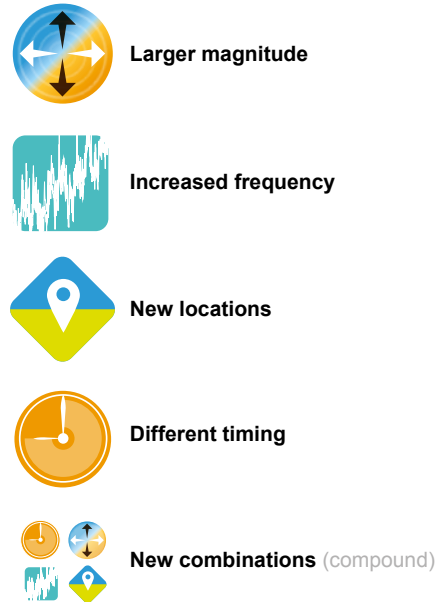 Larger magnitude
Increased frequency
New locations
Different timing
New combinations (compound)